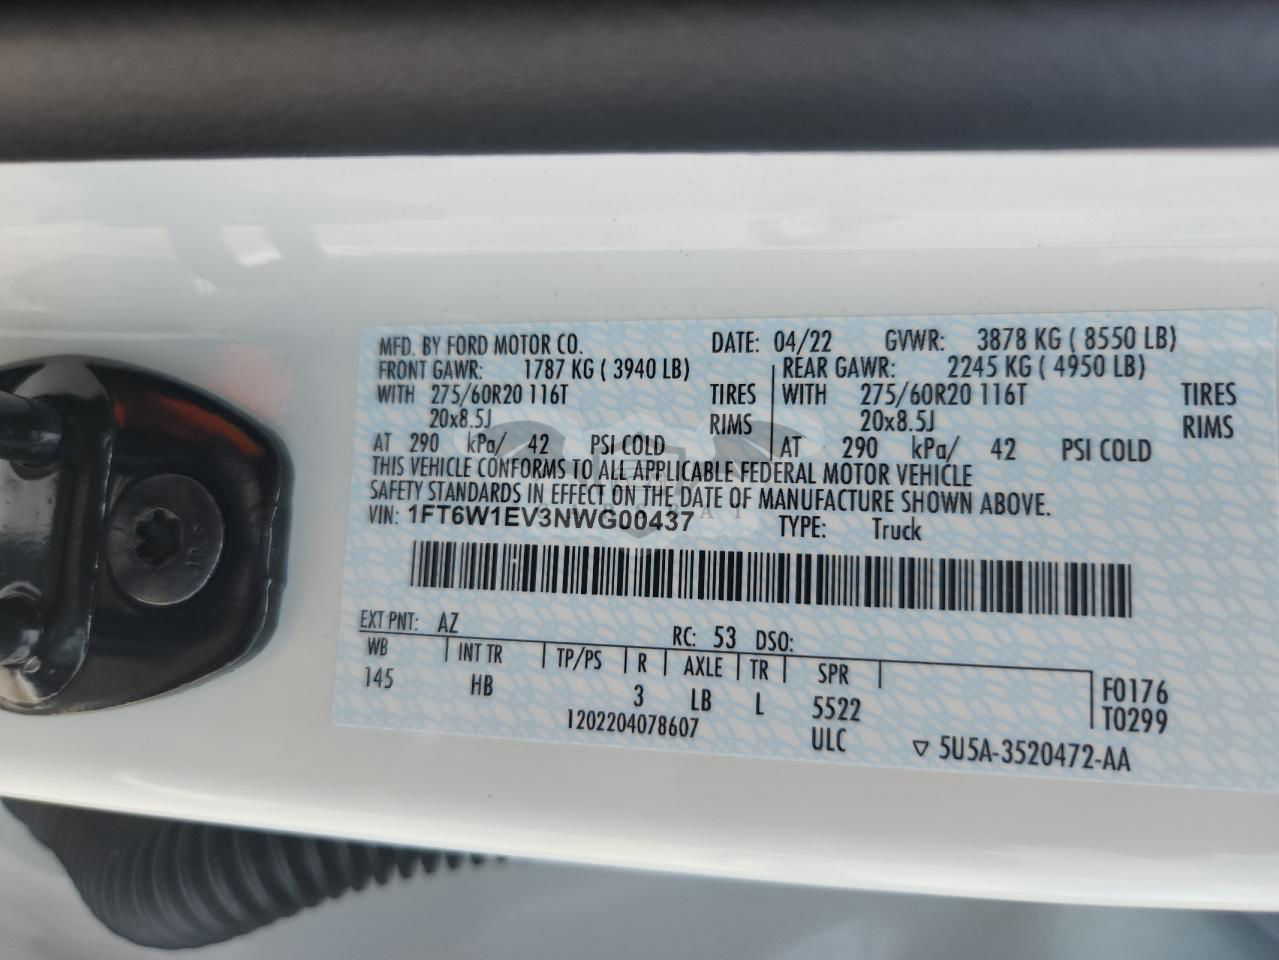 MFD. BY FORD MOTOR CO. DATE: 04/22 GVWR: 3878 KG ( 8550 LB)
FRONT GAWR: 1787 KG ( 3940 LB) REAR GAWR: 2245 KG ( 4950 LB)
WITH 275/60R20 116T TIRES WITH 275/60R20 116T TIRES
20x8.5J RIMS 20x8.5J RIMS
AT 290 kPa/ 42 PSI COLD AT 290 kPa/ 42 PSI COLD
THIS VEHICLE CONFORMS TO ALL APPLICABLE FEDERAL MOTOR VEHICLE
SAFETY STANDARDS IN EFFECT ON THE DATE OF MANUFACTURE SHOWN ABOVE.
VIN: 1FT6W1EV3NWG00437 TYPE: Truck
EXT PNT: AZ RC: 53 DSO:
WB INT TR TP/PS R AXLE TR SPR
145 HB 3 LB L 5522 F0176
1202204078607 ULC T0299
5U5A-3520472-AA